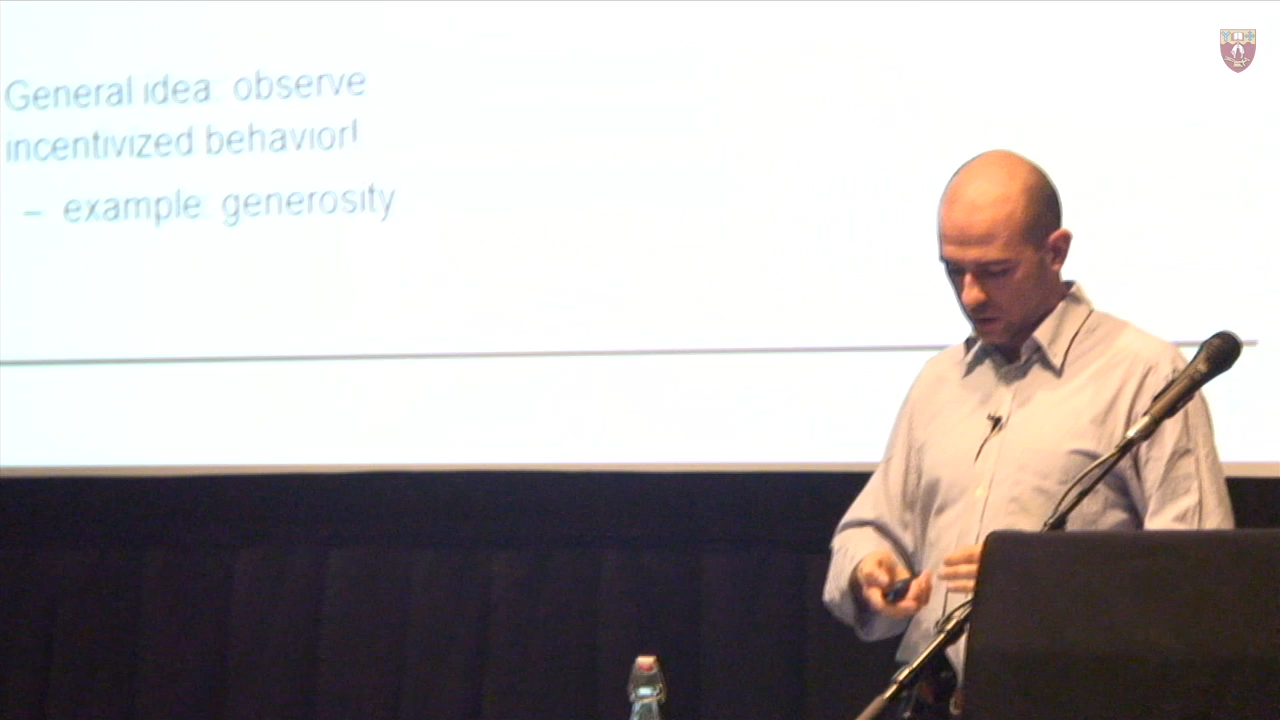 General idea: observe
incentivized behavior!
– example: generosity